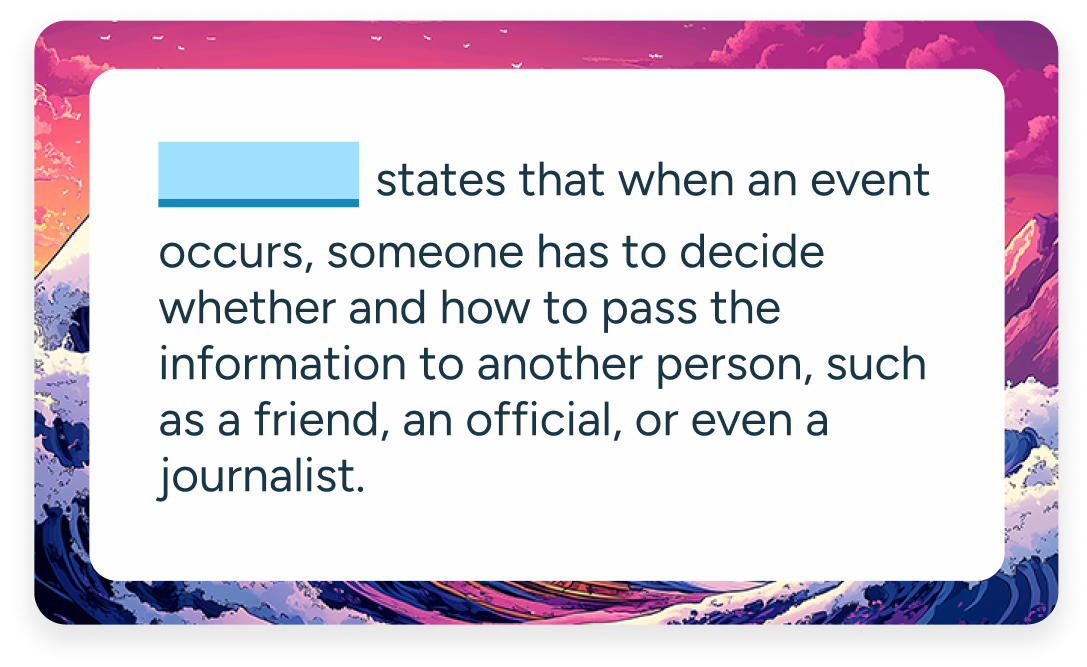 states that when an event
occurs, someone has to decide
whether and how to pass the
information to another person, such
as a friend, an official, or even a
journalist.